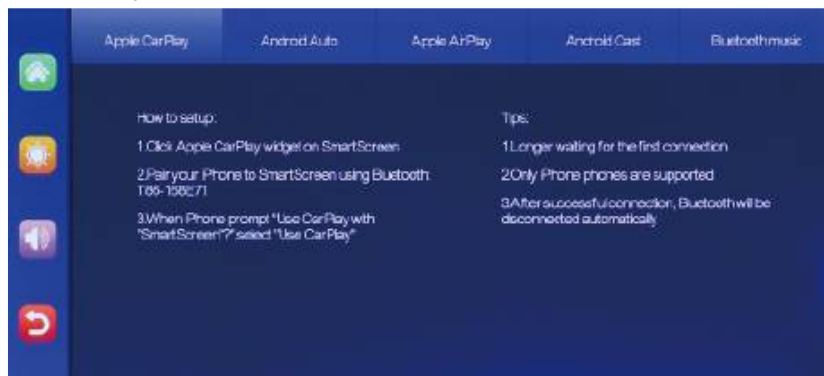 Apple CarPlay
Android Auto
Apple AirPlay
Android Cast
Bluetooth music
How to setup:
1.Click Apple CarPlay widget on SmartScreen
2.Pair your iPhone to SmartScreen using Bluetooth:
3.When Phone prompt "Use CarPlay with
"SmartScreen"?" select "Use CarPlay"
Tips:
1.Longer waiting for the first connection
2.Only iPhone phones are supported
3.After successful connection, Bluetooth will be
disconnected automatically